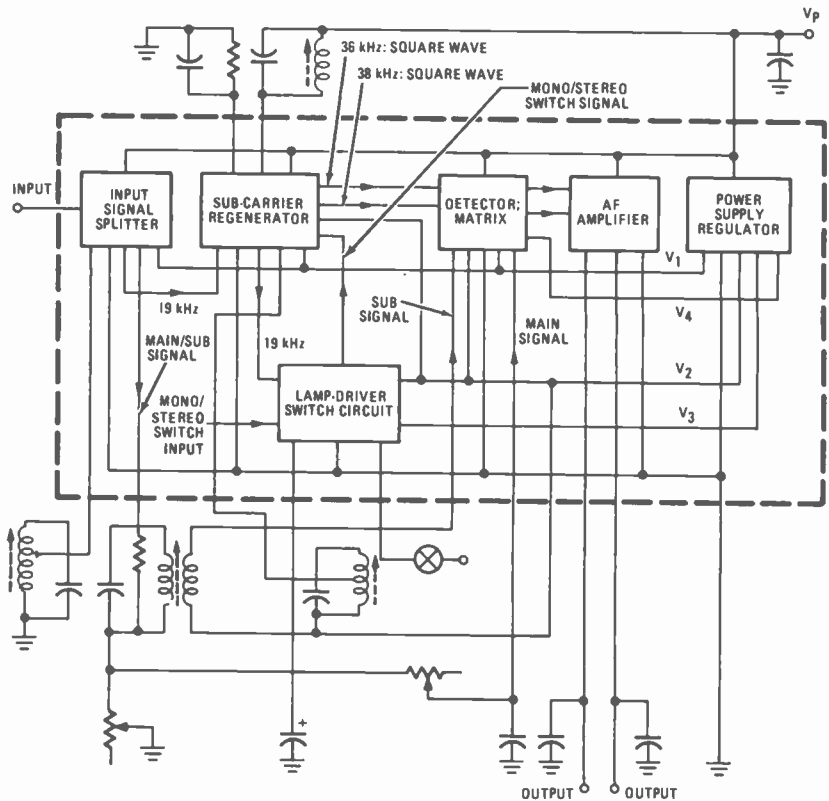 Vp
36 kHz: SQUARE WAVE
38 kHz: SQUARE WAVE
MONO/STEREO
SWITCH SIGNAL
INPUT
INPUT
SIGNAL
SPLITTER
SUB-CARRIER
REGENERATOR
DETECTOR;
MATRIX
AF
AMPLIFIER
POWER
SUPPLY
REGULATOR
V1
19 kHz
SUB
SIGNAL
V4
MAIN/SUB
SIGNAL
19 kHz
MAIN
SIGNAL
MONO/
STEREO
SWITCH
INPUT
LAMP-DRIVER
SWITCH CIRCUIT
V2
V3
+
OUTPUT
OUTPUT